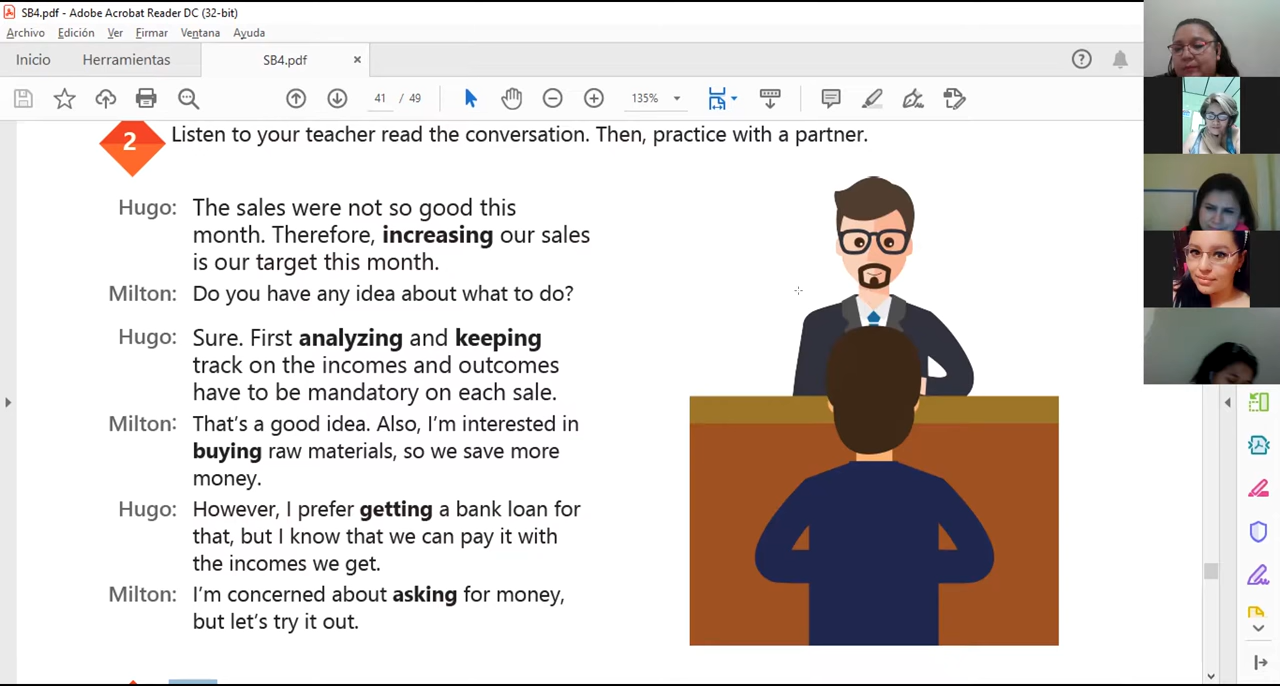 SB4.pdf - Adobe Acrobat Reader DC (32-bit)
Archivo Edición Ver Firmar Ventana Ayuda
Inicio Herramientas SB4.pdf ×
41 / 49 135%
2 Listen to your teacher read the conversation. Then, practice with a partner.
Hugo: The sales were not so good this
month. Therefore, increasing our sales
is our target this month.
Milton: Do you have any idea about what to do?
Hugo: Sure. First analyzing and keeping
track on the incomes and outcomes
have to be mandatory on each sale.
Milton: That's a good idea. Also, I'm interested in
buying raw materials, so we save more
money.
Hugo: However, I prefer getting a bank loan for
that, but I know that we can pay it with
the incomes we get.
Milton: I'm concerned about asking for money,
but let's try it out.